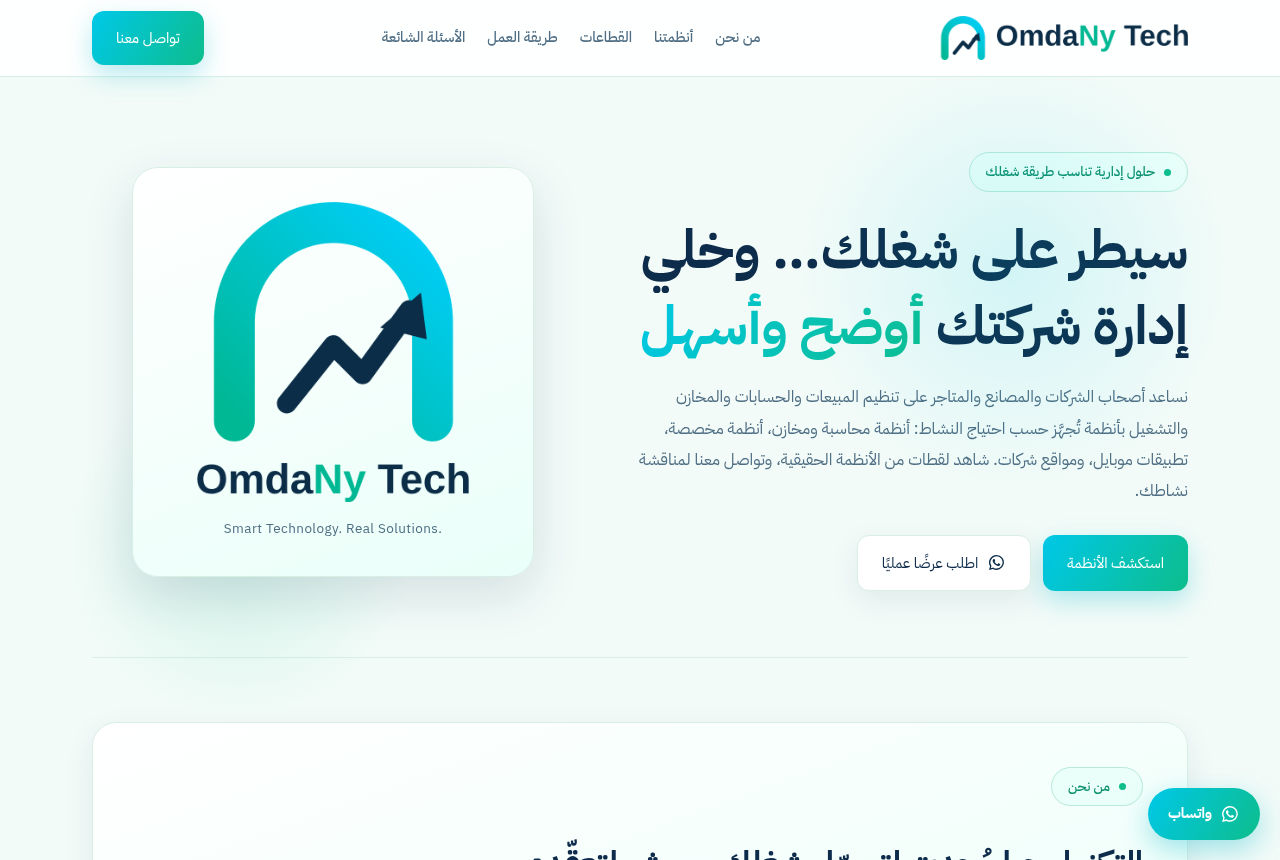 OmdaNy Tech
من نحن
أنظمتنا
القطاعات
طريقة العمل
الأسئلة الشائعة
تواصل معنا
حلول إدارية تناسب طريقة شغلك
سيطر على شغلك... وخلي
إدارة شركتك أوضح وأسهل
نساعد أصحاب الشركات والمصانع والمتاجر على تنظيم المبيعات والحسابات والمخازن
والتشغيل بأنظمة تُجهَّز حسب احتياج النشاط: أنظمة محاسبة ومخازن، أنظمة مخصصة،
تطبيقات موبايل، ومواقع شركات. شاهد لقطات من الأنظمة الحقيقية، وتواصل معنا لمناقشة
نشاطك.
استكشف الأنظمة
اطلب عرضًا عمليًا
OmdaNy Tech
Smart Technology. Real Solutions.
من نحن
واتساب